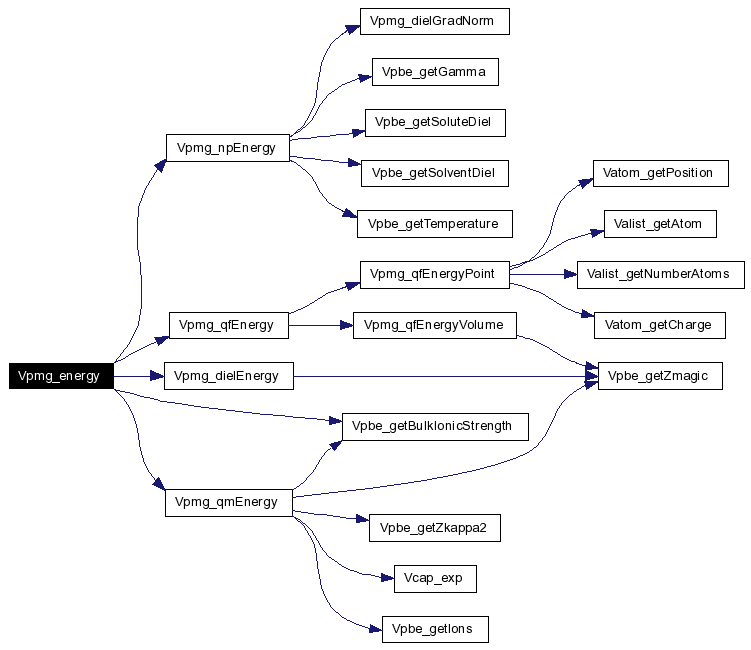 Vpmg_dielGradNorm
Vpbe_getGamma
Vpbe_getSoluteDiel
Vpmg_npEnergy
Vpbe_getSolventDiel
Vatom_getPosition
Vpbe_getTemperature
Valist_getAtom
Vpmg_qfEnergyPoint
Valist_getNumberAtoms
Vpmg_qfEnergy
Vpmg_qfEnergyVolume
Vatom_getCharge
Vpmg_energy
Vpmg_dielEnergy
Vpbe_getZmagic
Vpbe_getBulkIonicStrength
Vpmg_qmEnergy
Vpbe_getZkappa2
Vcap_exp
Vpbe_getIons